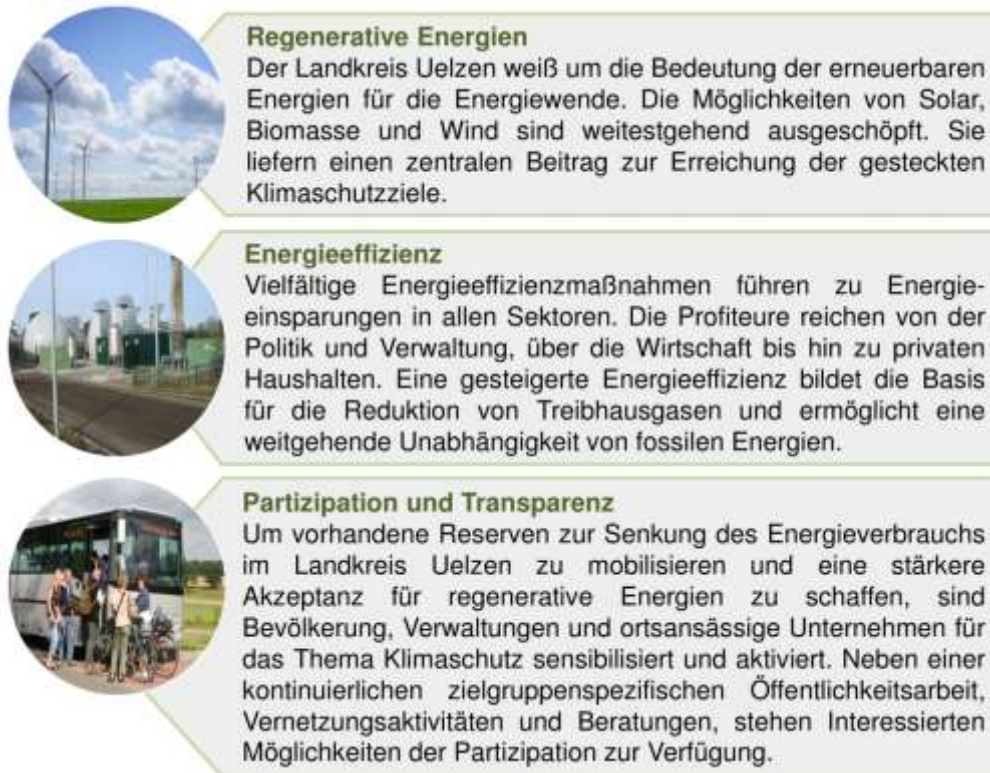 Regenerative Energien
Der Landkreis Uelzen weiß um die Bedeutung der erneuerbaren
Energien für die Energiewende. Die Möglichkeiten von Solar,
Biomasse und Wind sind weitestgehend ausgeschöpft. Sie
liefern einen zentralen Beitrag zur Erreichung der gesteckten
Klimaschutzziele.
Energieeffizienz
Vielfältige Energieeffizienzmaßnahmen führen zu Energie-
einsparungen in allen Sektoren. Die Profiteure reichen von der
Politik und Verwaltung, über die Wirtschaft bis hin zu privaten
Haushalten. Eine gesteigerte Energieeffizienz bildet die Basis
für die Reduktion von Treibhausgasen und ermöglicht eine
weitgehende Unabhängigkeit von fossilen Energien.
Partizipation und Transparenz
Um vorhandene Reserven zur Senkung des Energieverbrauchs
im Landkreis Uelzen zu mobilisieren und eine stärkere
Akzeptanz für regenerative Energien zu schaffen, sind
Bevölkerung, Verwaltungen und ortsansässige Unternehmen für
das Thema Klimaschutz sensibilisiert und aktiviert. Neben einer
kontinuierlichen zielgruppenspezifischen Öffentlichkeitsarbeit,
Vernetzungsaktivitäten und Beratungen, stehen Interessierten
Möglichkeiten der Partizipation zur Verfügung.